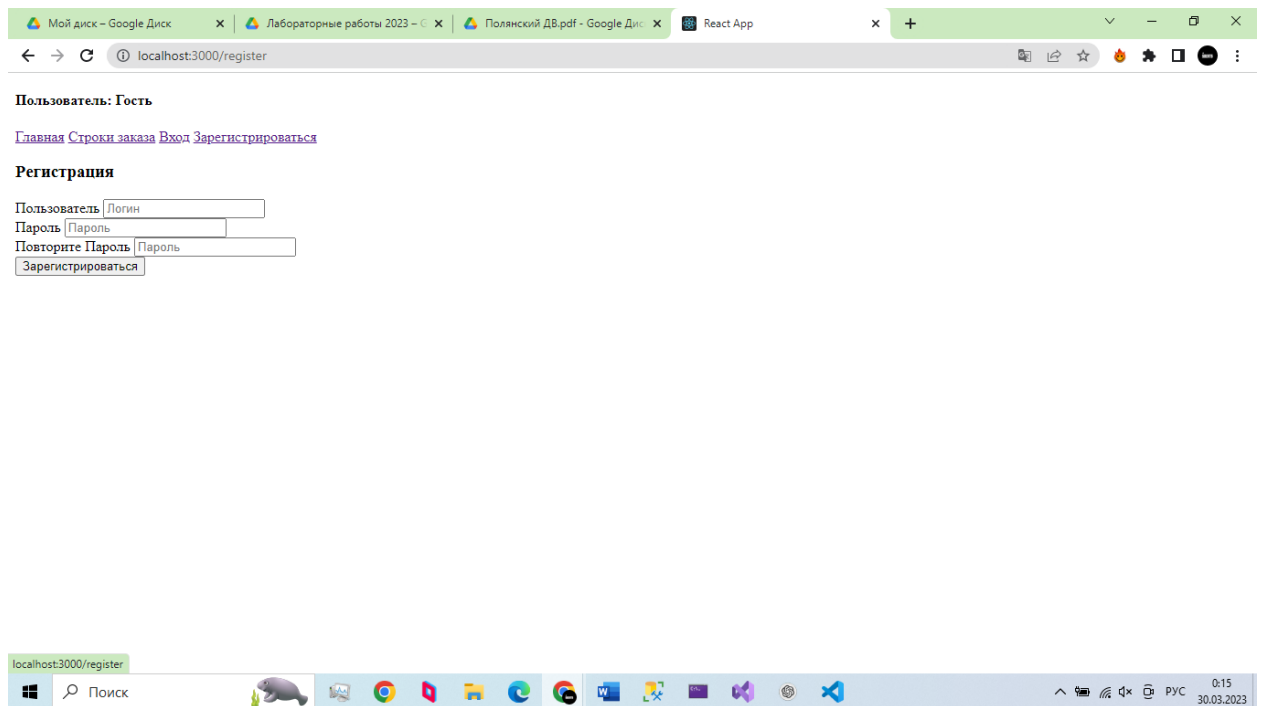 Мой диск – Google Диск
Лабораторные работы 2023 – G
Полянский ДВ.pdf - Google Дис
React App
localhost:3000/register
Пользователь: Гость
Главная Строки заказа Вход Зарегистрироваться
Регистрация
Пользователь Логин
Пароль Пароль
Повторите Пароль Пароль
Зарегистрироваться
localhost:3000/register
Поиск
РУС
0:15
30.03.2023